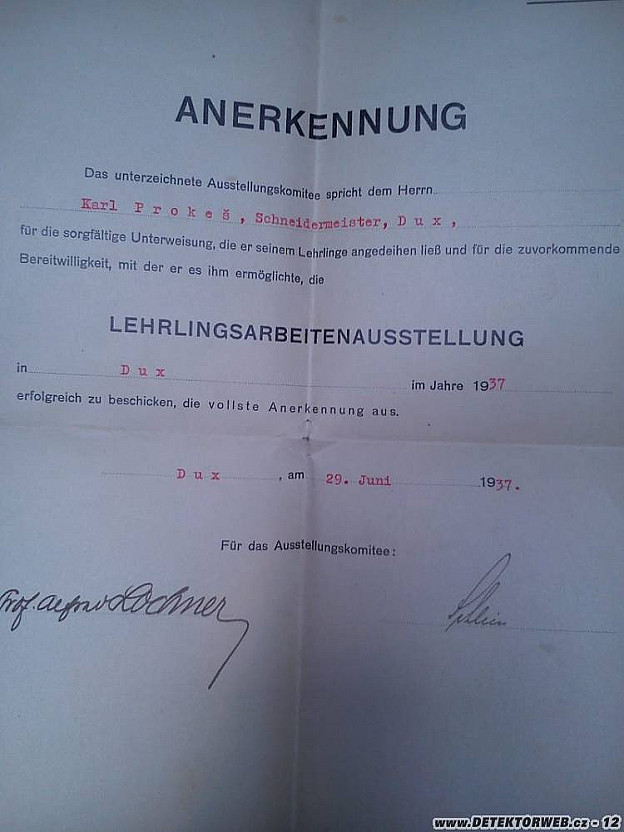 ANERKENNUNG
Das unterzeichnete Ausstellungskomitee spricht dem Herrn
Karl Prokeš, Schneidermeister, Dux,
für die sorgfältige Unterweisung, die er seinem Lehrlinge angedeihen ließ und für die zuvorkommende
Bereitwilligkeit, mit der er es ihm ermöglichte, die
LEHRLINGSARBEITENAUSSTELLUNG
in Dux im Jahre 1937
erfolgreich zu beschicken, die vollste Anerkennung aus.
Dux, am 29. Juni 1937.
Für das Ausstellungskomitee:
Prof. Lochner
www.DETEKTORWEB.cz - 12